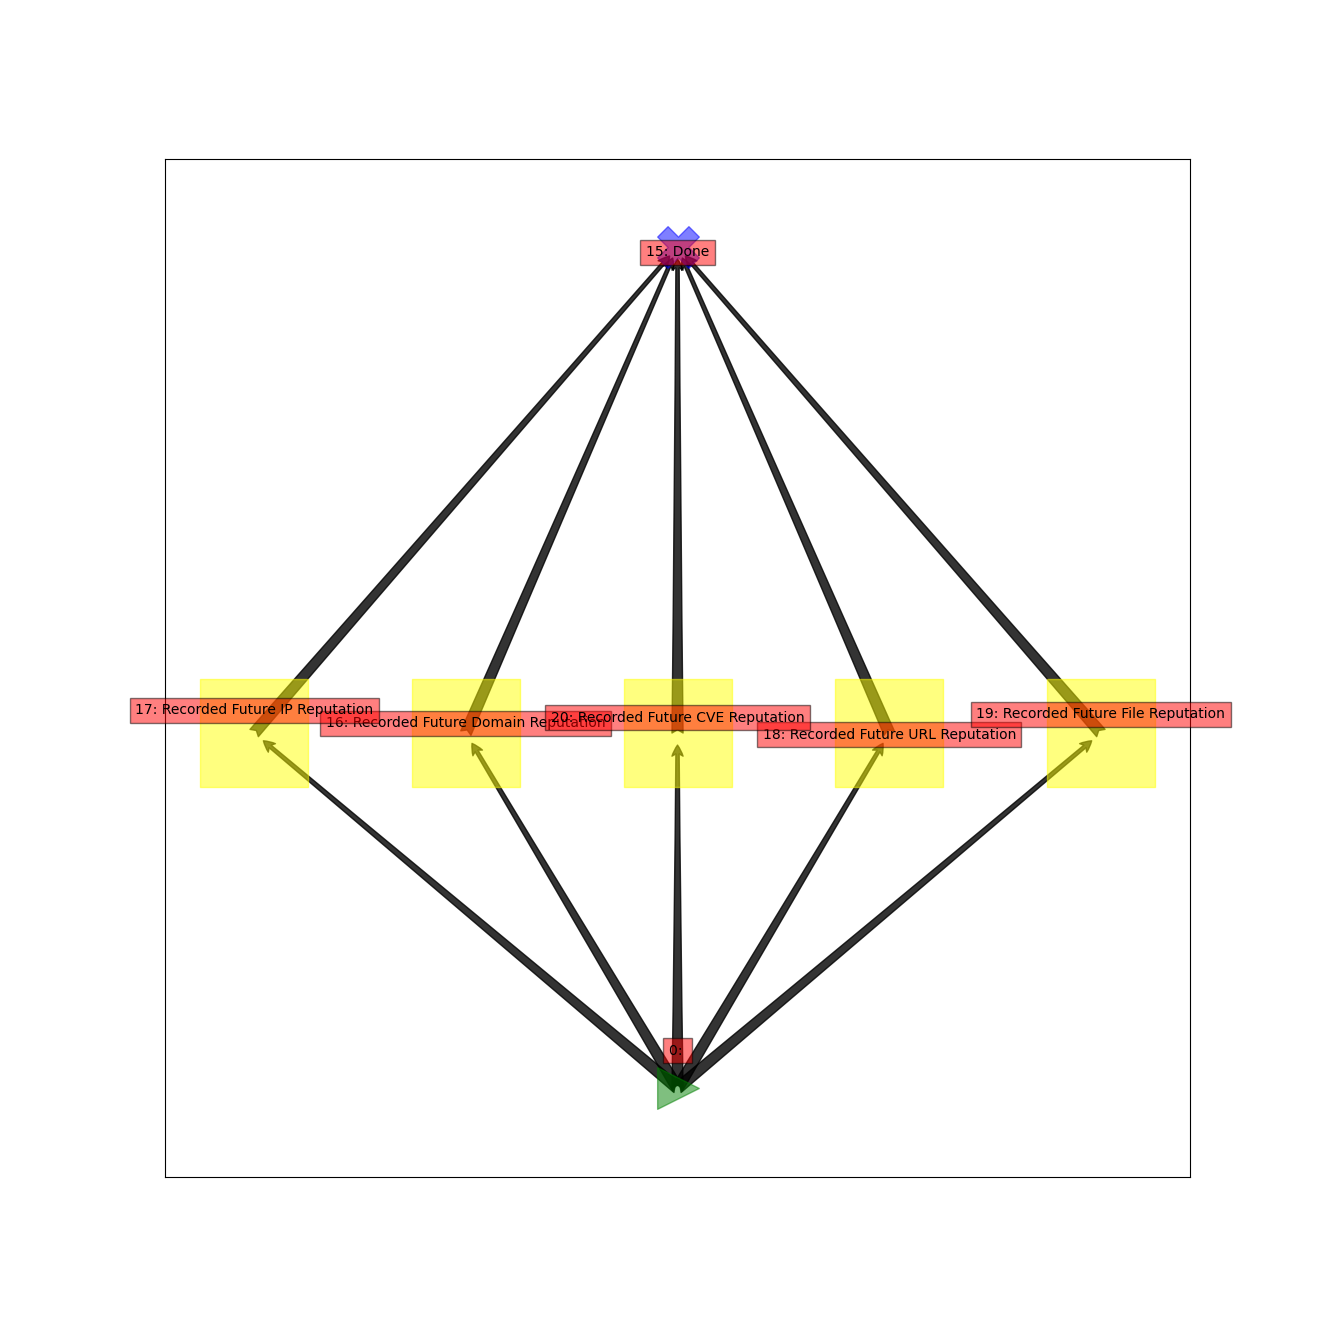 15: Done
17: Recorded Future IP Reputation
16: Recorded Future Domain Reputation
20: Recorded Future CVE Reputation
18: Recorded Future URL Reputation
19: Recorded Future File Reputation
0: